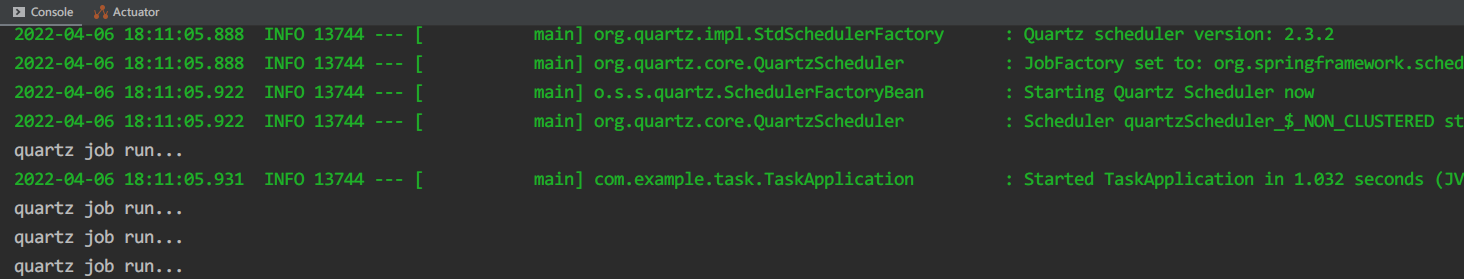 Console Actuator
2022-04-06 18:11:05.888  INFO 13744 --- [           main] org.quartz.impl.StdSchedulerFactory      : Quartz scheduler version: 2.3.2
2022-04-06 18:11:05.888  INFO 13744 --- [           main] org.quartz.core.QuartzScheduler          : JobFactory set to: org.springframework.sched
2022-04-06 18:11:05.922  INFO 13744 --- [           main] o.s.s.quartz.SchedulerFactoryBean        : Starting Quartz Scheduler now
2022-04-06 18:11:05.922  INFO 13744 --- [           main] org.quartz.core.QuartzScheduler          : Scheduler quartzScheduler_$_NON_CLUSTERED st
quartz job run...
2022-04-06 18:11:05.931  INFO 13744 --- [           main] com.example.task.TaskApplication         : Started TaskApplication in 1.032 seconds (JV
quartz job run...
quartz job run...
quartz job run...